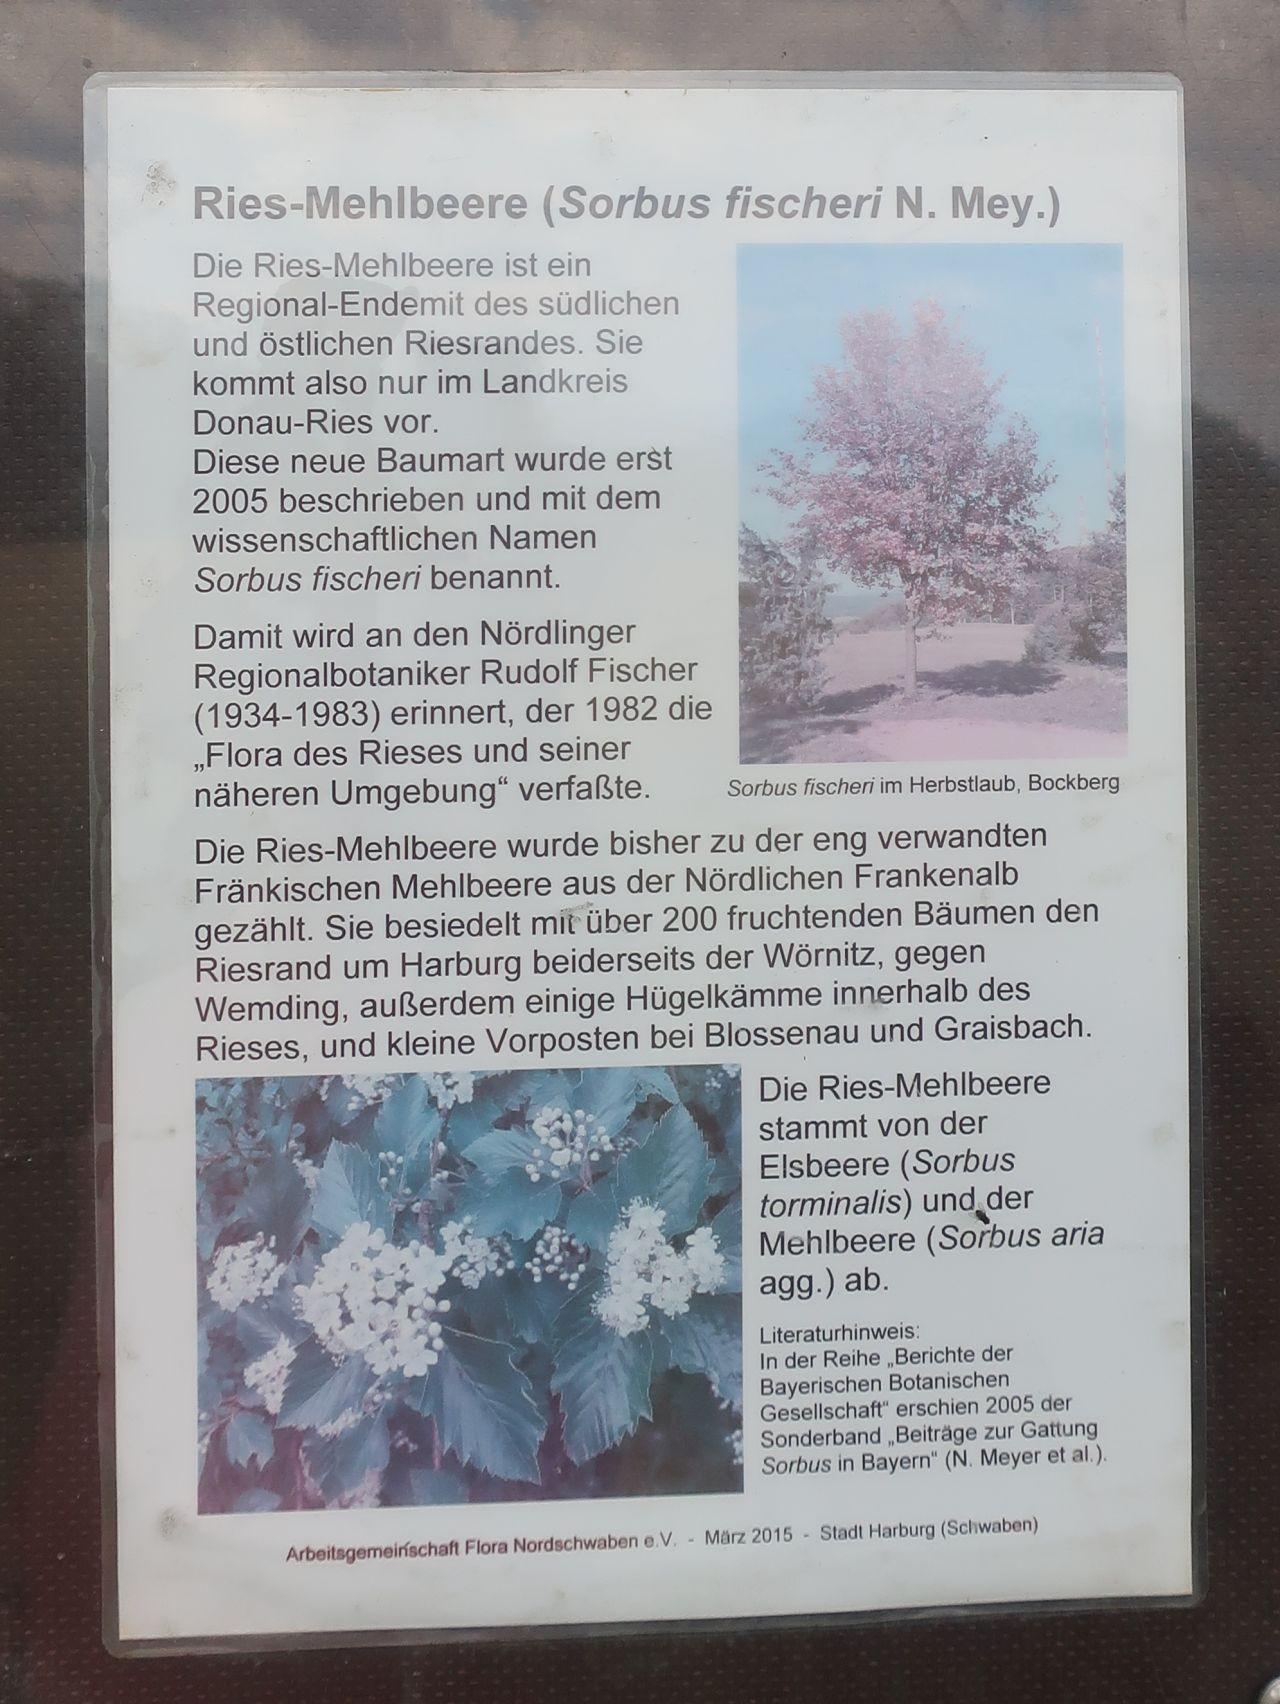 Ries-Mehlbeere (Sorbus fischeri N. Mey.)
Die Ries-Mehlbeere ist ein
Regional-Endemit des südlichen
und östlichen Riesrandes. Sie
kommt also nur im Landkreis
Donau-Ries vor.
Diese neue Baumart wurde erst
2005 beschrieben und mit dem
wissenschaftlichen Namen
Sorbus fischeri benannt.
Damit wird an den Nördlinger
Regionalbotaniker Rudolf Fischer
(1934-1983) erinnert, der 1982 die
„Flora des Rieses und seiner
näheren Umgebung“ verfaßte.
Sorbus fischeri im Herbstlaub, Bockberg
Die Ries-Mehlbeere wurde bisher zu der eng verwandten
Fränkischen Mehlbeere aus der Nördlichen Frankenalb
gezählt. Sie besiedelt mit über 200 fruchtenden Bäumen den
Riesrand um Harburg beiderseits der Wörnitz, gegen
Wemding, außerdem einige Hügelkämme innerhalb des
Rieses, und kleine Vorposten bei Blossenau und Graisbach.
Die Ries-Mehlbeere
stammt von der
Elsbeere (Sorbus
torminalis) und der
Mehlbeere (Sorbus aria
agg.) ab.
Literaturhinweis:
In der Reihe „Berichte der
Bayerischen Botanischen
Gesellschaft“ erschien 2005 der
Sonderband „Beiträge zur Gattung
Sorbus in Bayern“ (N. Meyer et al.).
Arbeitsgemeinschaft Flora Nordschwaben e.V. - März 2015 - Stadt Harburg (Schwaben)